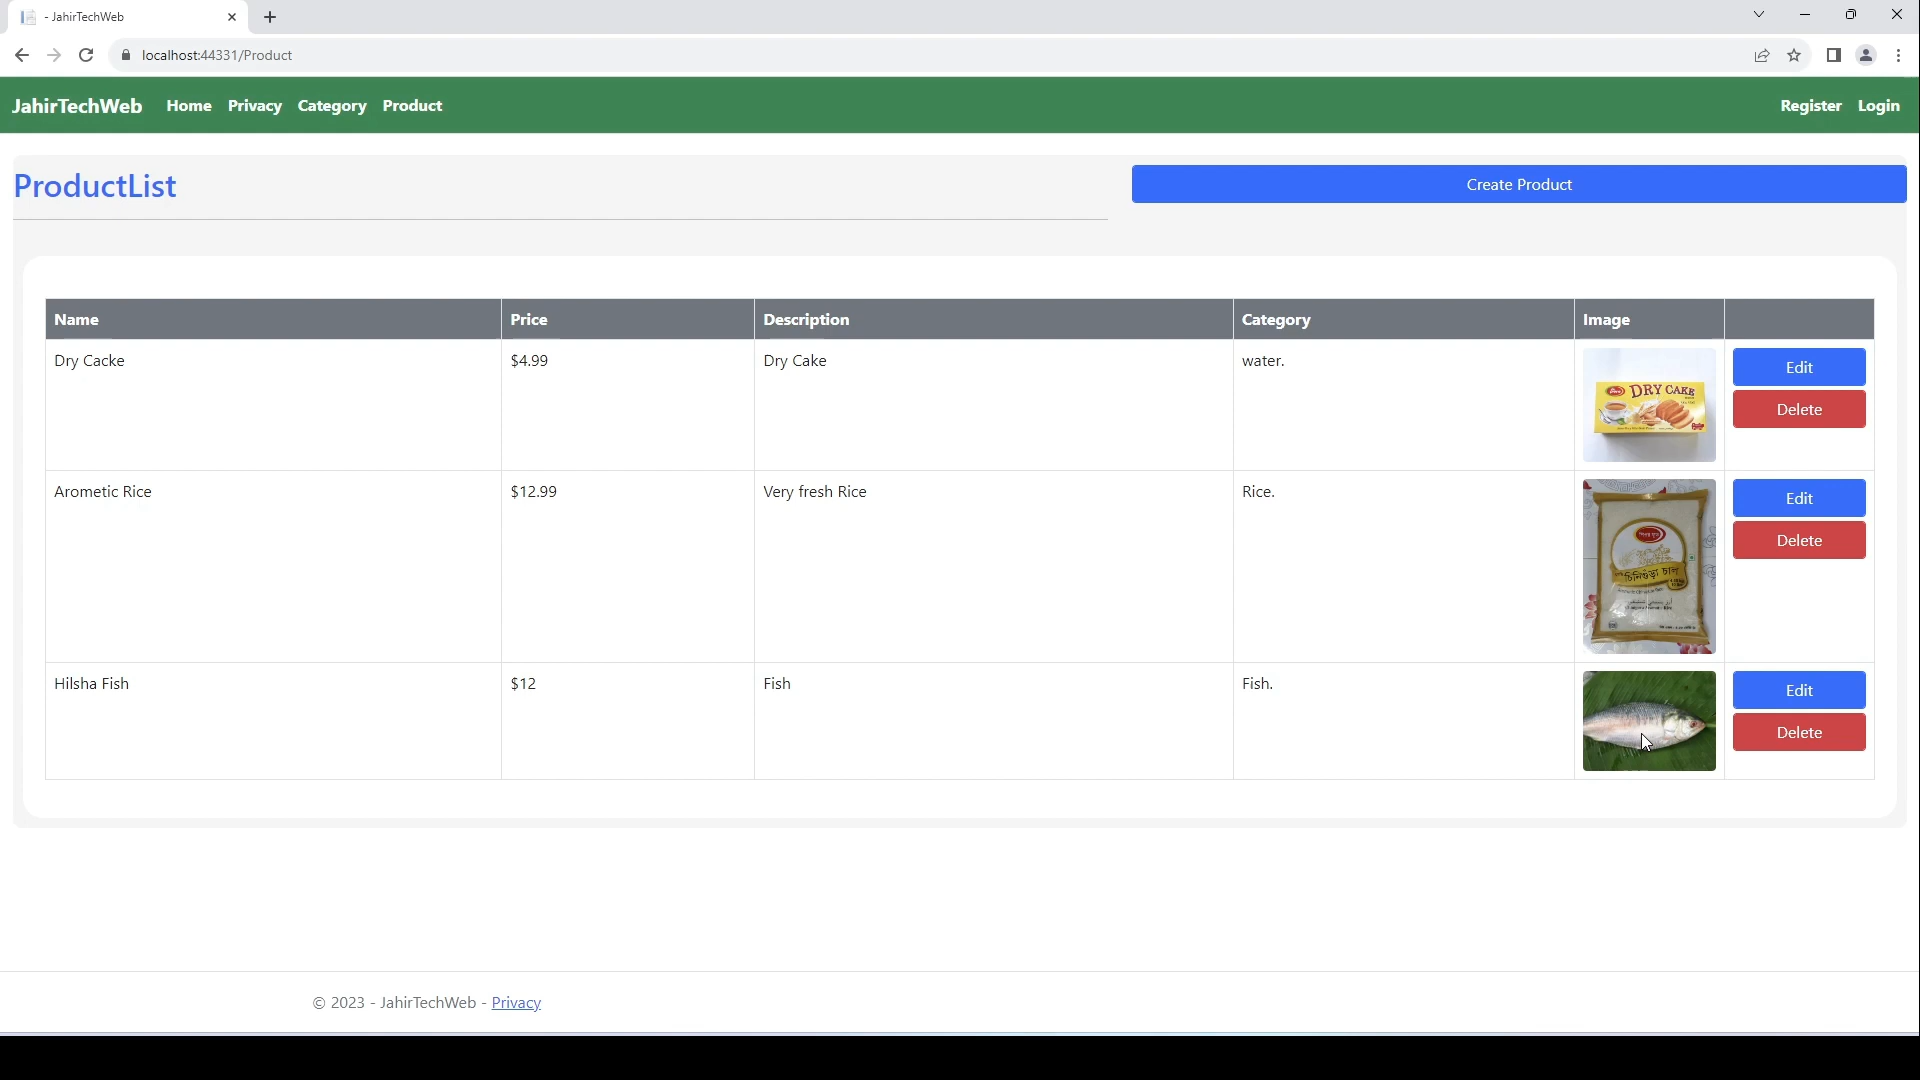 - JahirTechWeb
localhost:44331/Product
JahirTechWeb Home Privacy Category Product Register Login
ProductList
Create Product
Name Price Description Category Image
Dry Cacke $4.99 Dry Cake water. Edit
DRY CAKE
Delete
Arometic Rice $12.99 Very fresh Rice Rice. Edit
Delete
চিনিগুঁড়া চাল
Hilsha Fish $12 Fish Fish. Edit
Delete
© 2023 - JahirTechWeb - Privacy